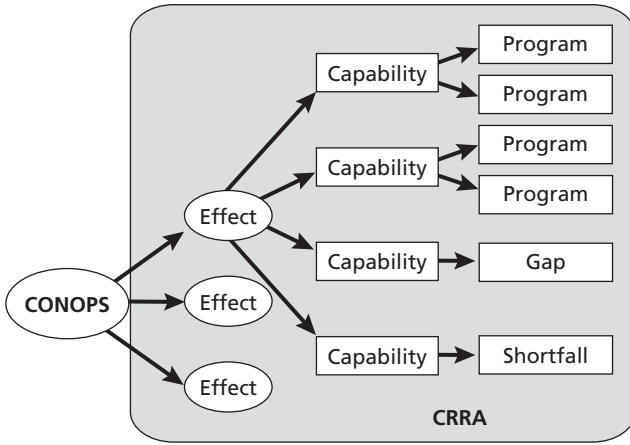 Program
Capability
Program
Program
Capability
Program
Effect
Capability
Gap
CONOPS
Effect
Capability
Shortfall
Effect
CRRA